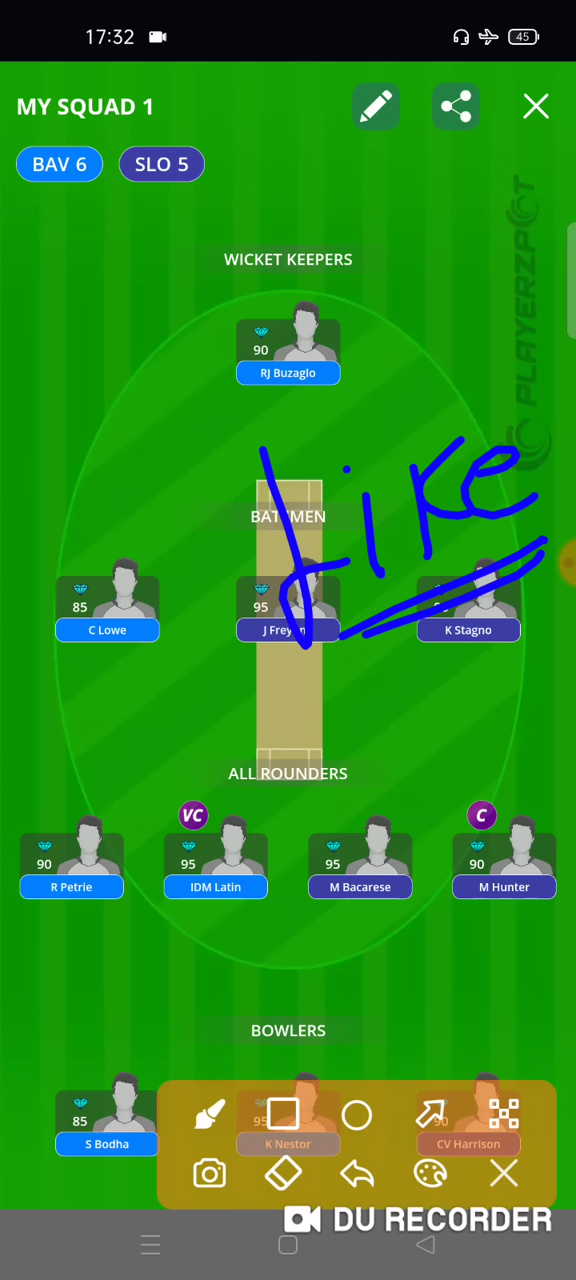 17:32 45
MY SQUAD 1
BAV 6 SLO 5
PLAYERZPOT
WICKET KEEPERS
90
RJ Buzaglo
Like
BATSMEN
85 95
C Lowe K Stagno
ALL ROUNDERS
VC C
90 95 95 90
R Petrie IDM Latin M Bacarese M Hunter
BOWLERS
85 95 90
S Bodha K Nestor CV Harrison
DU RECORDER